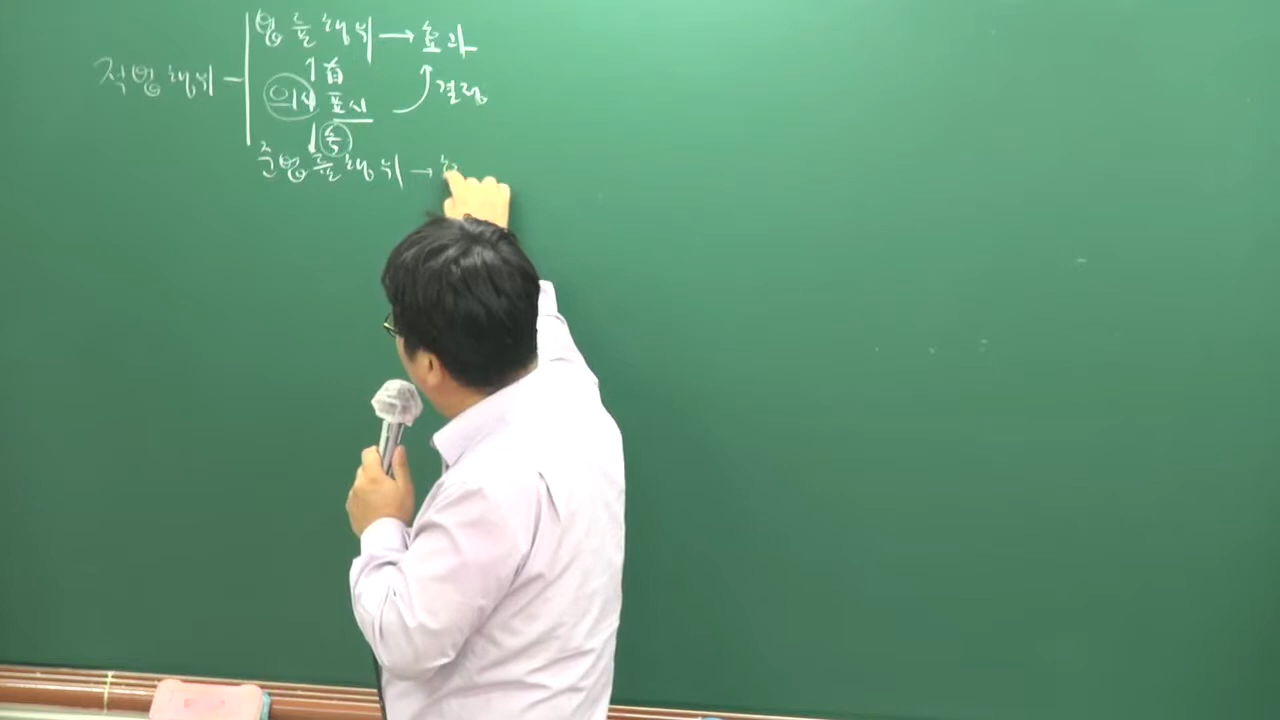 법률행위 → 효과
적법행위
↑ 有
의사표시 결정
↓
준법률행위 →